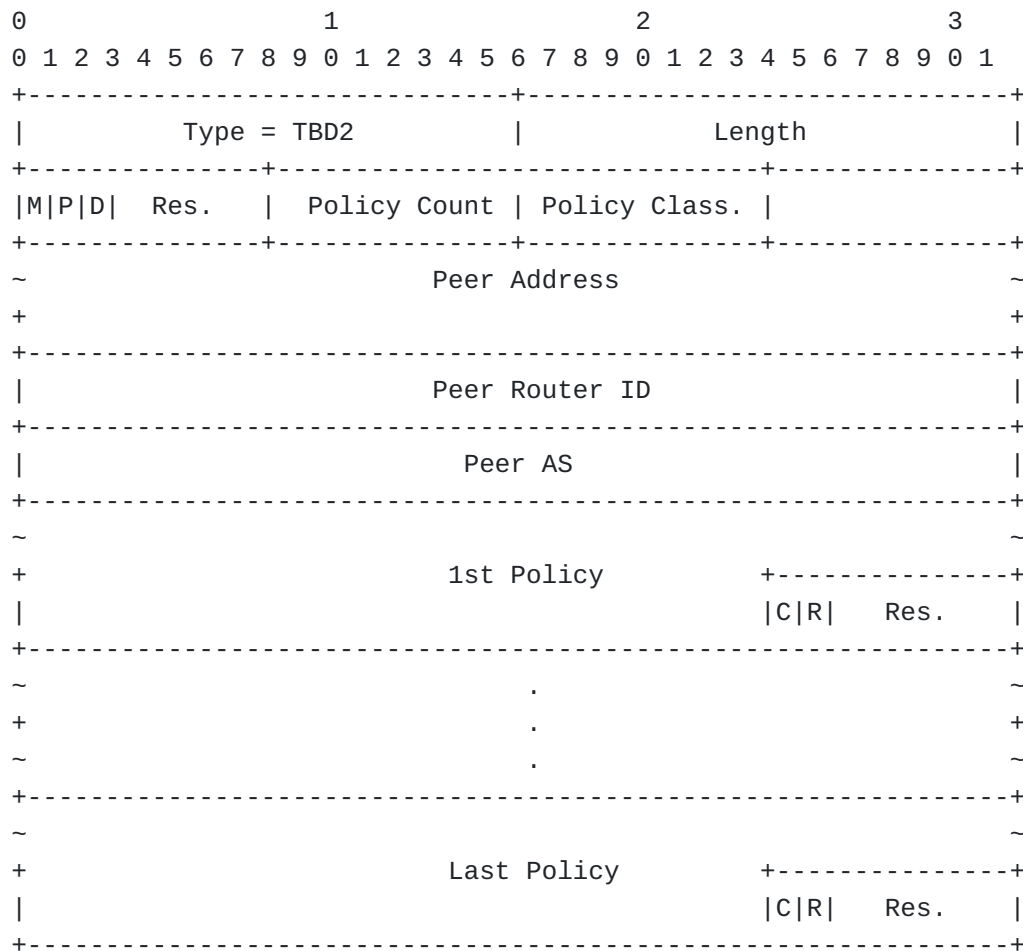 0                   1                   2                   3
0 1 2 3 4 5 6 7 8 9 0 1 2 3 4 5 6 7 8 9 0 1 2 3 4 5 6 7 8 9 0 1
+-------------------------------+-------------------------------+
|          Type = TBD2          |            Length             |
+---------------+-------------------------------+---------------+
|M|P|D|  Res.   |  Policy Count | Policy Class. |
+---------------+---------------+---------------+---------------+
~                          Peer Address                         ~
+                                                               +
+---------------------------------------------------------------+
|                          Peer Router ID                       |
+---------------------------------------------------------------+
|                            Peer AS                            |
+---------------------------------------------------------------+
~                                                               ~
+                           1st Policy          +---------------+
|                                               |C|R|   Res.    |
+---------------------------------------------------------------+
~                                .                              ~
+                                .                              +
~                                .                              ~
+---------------------------------------------------------------+
~                                                               ~
+                           Last Policy         +---------------+
|                                               |C|R|   Res.    |
+---------------------------------------------------------------+